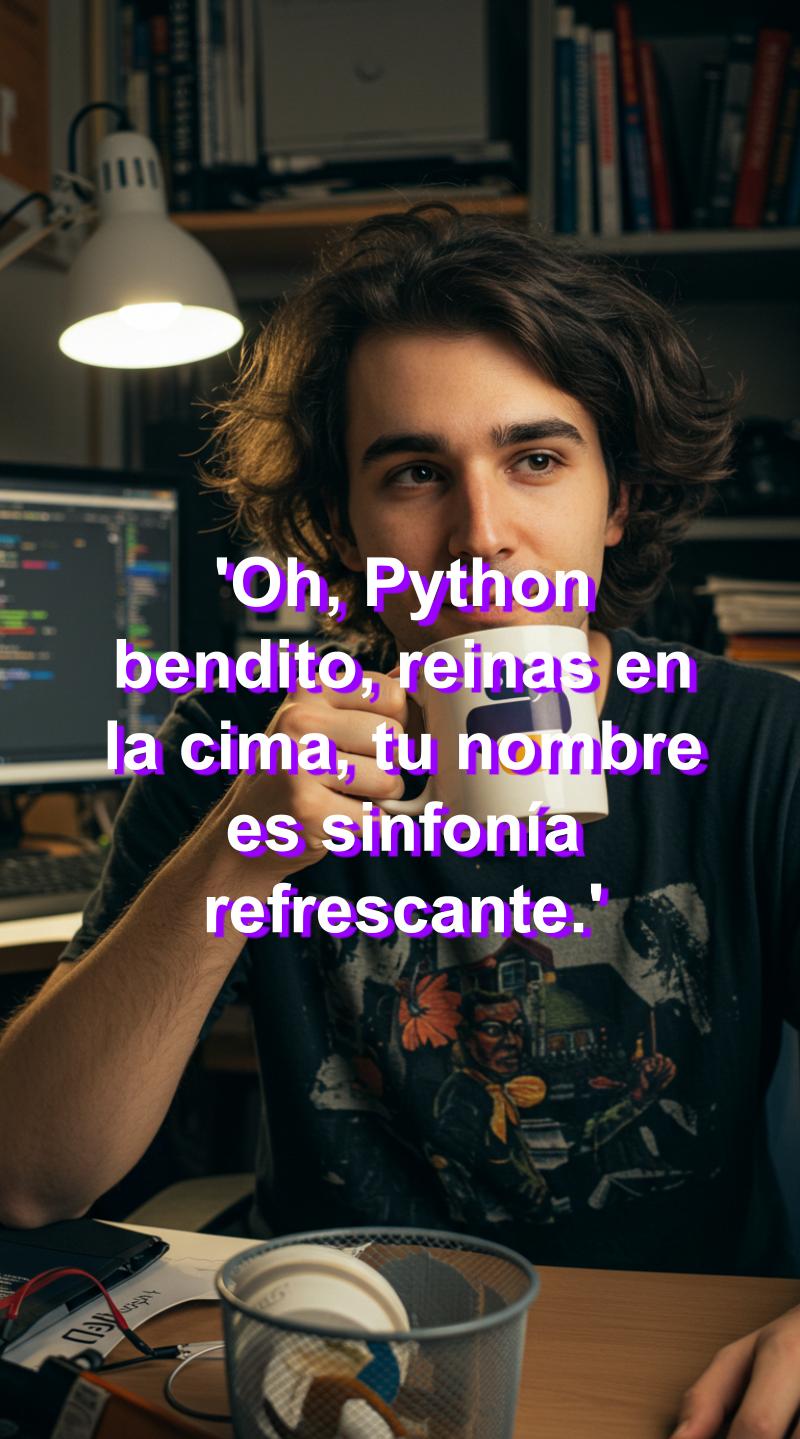 'Oh, Python
bendito, reinas en
la cima, tu nombre
es sinfonía
refrescante.'